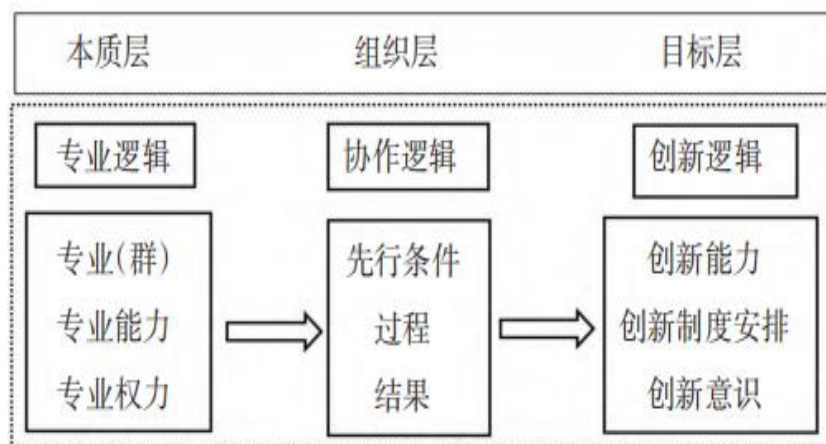 本质层 组织层 目标层
专业逻辑 协作逻辑 创新逻辑
专业(群) 先行条件 创新能力
专业能力 过程 创新制度安排
专业权力 结果 创新意识